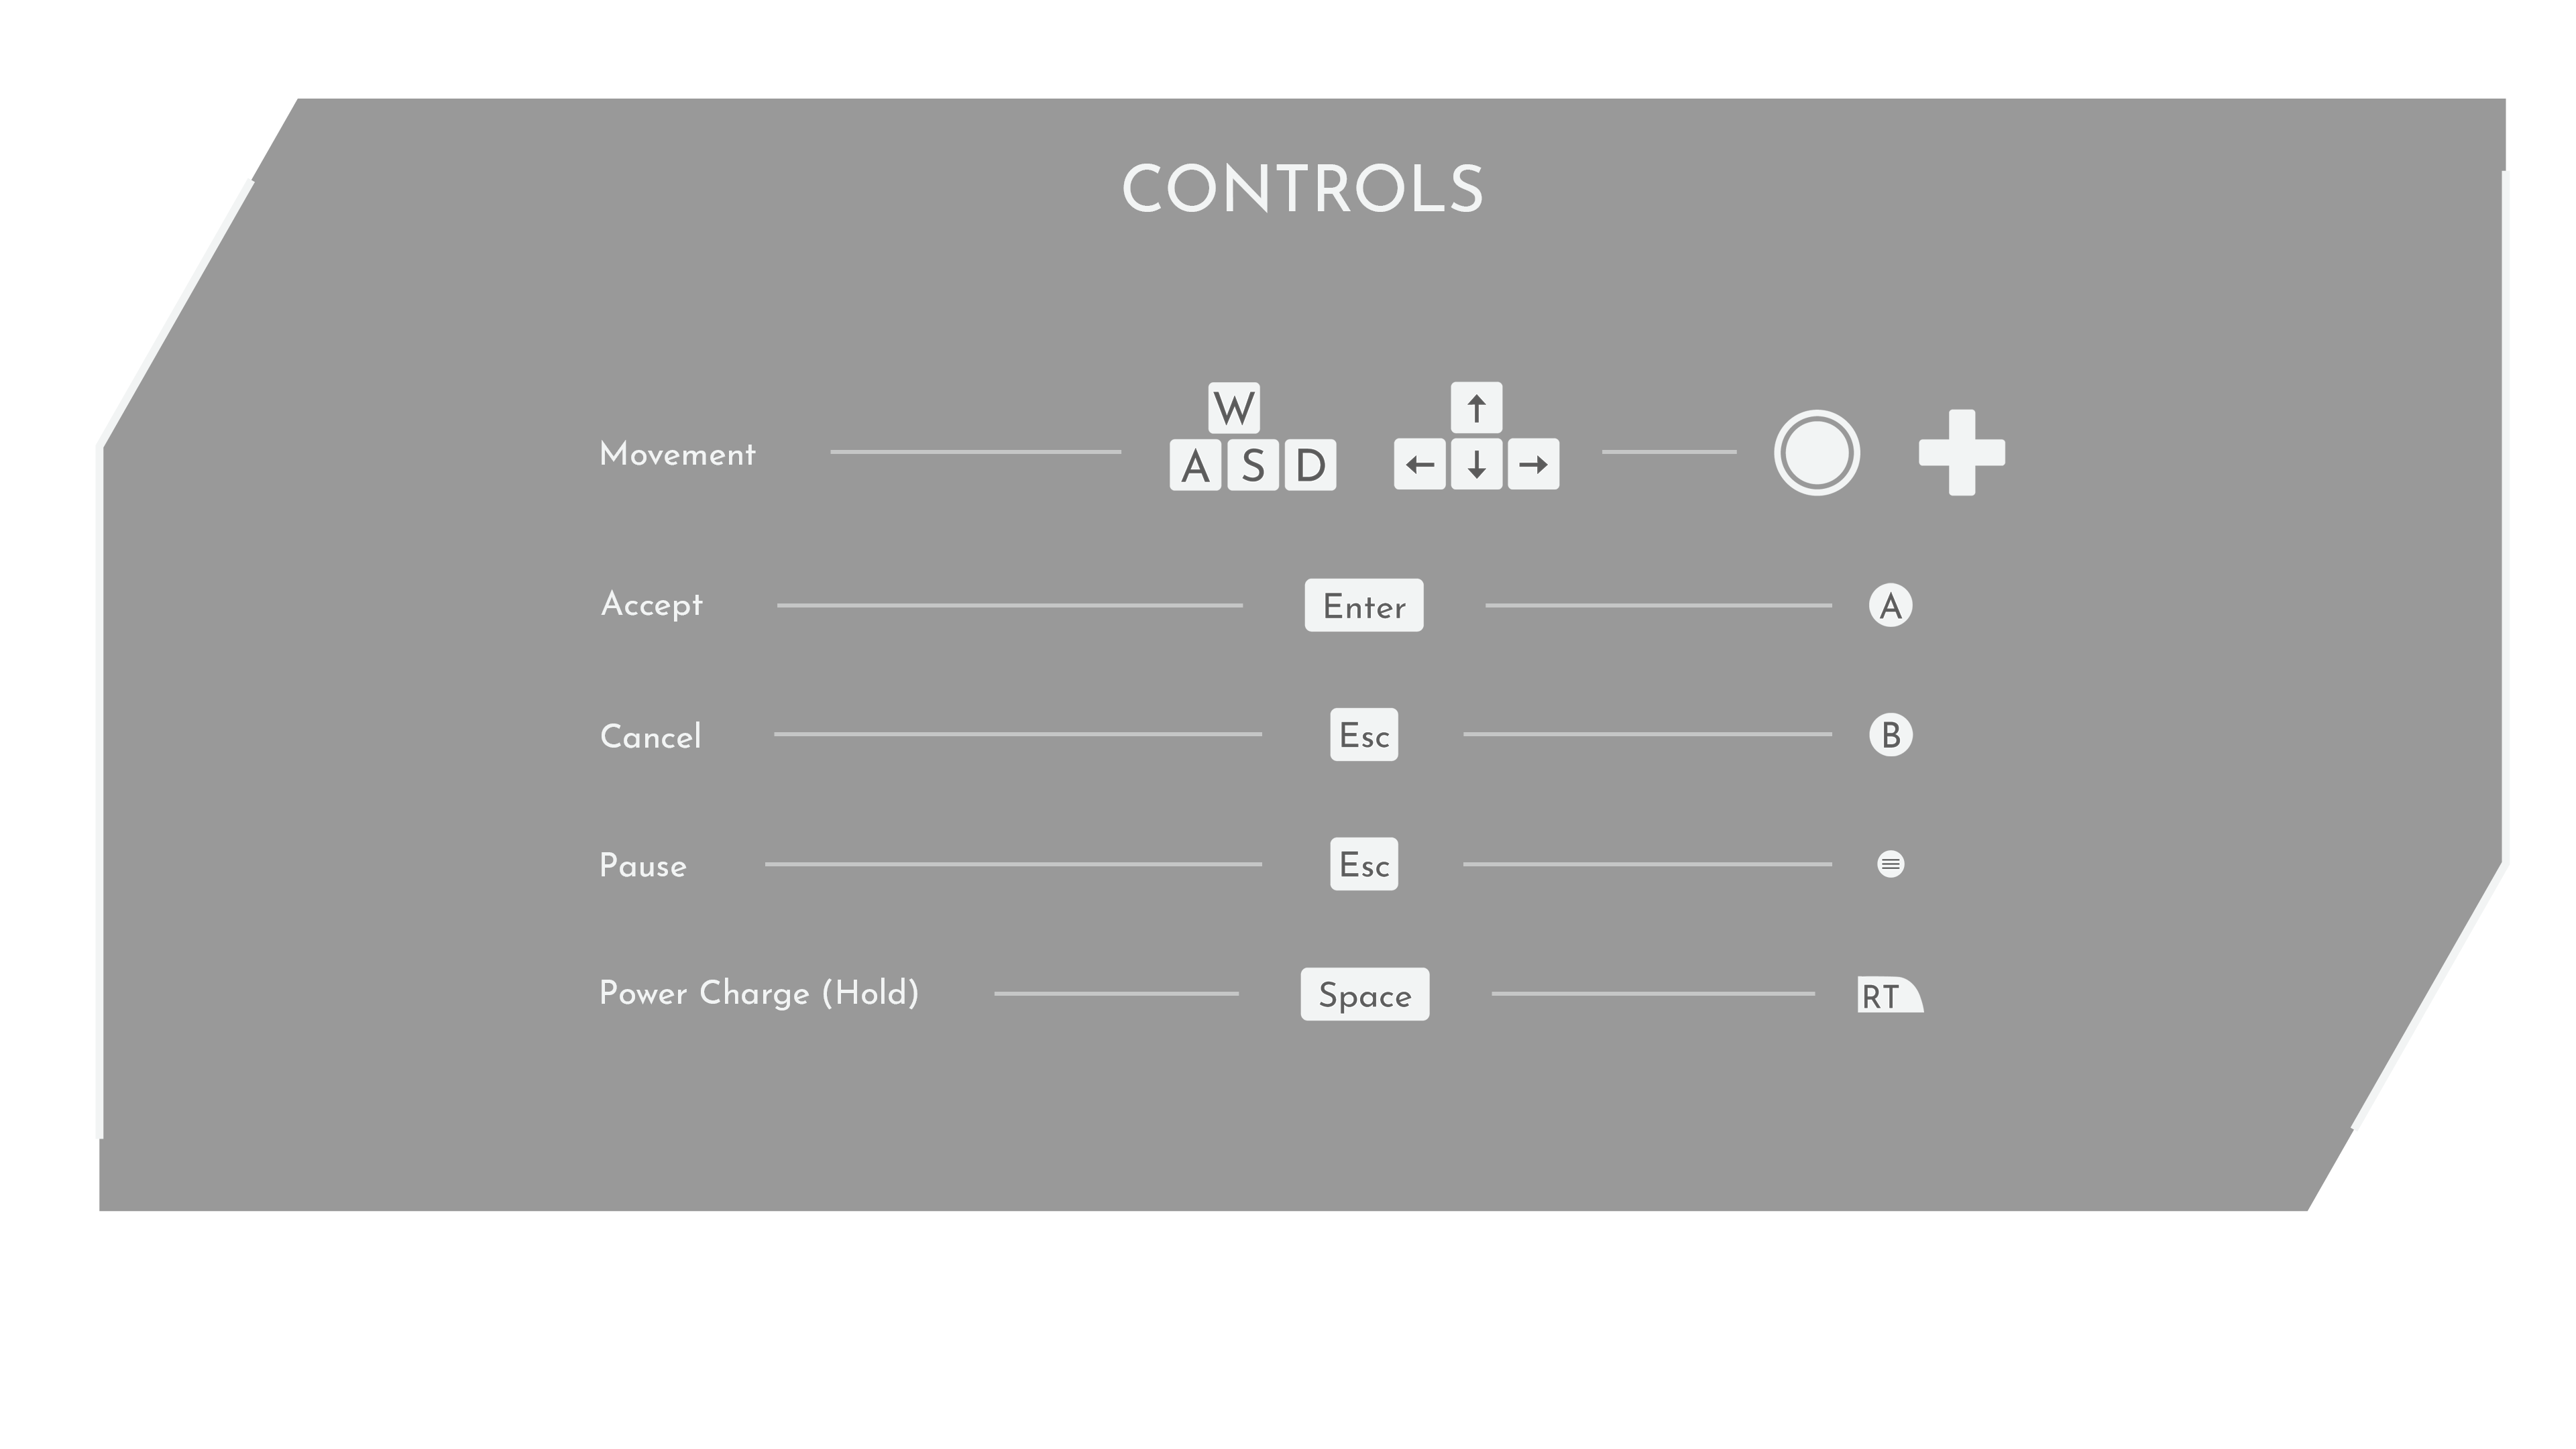 CONTROLS
W ↑
Movement A S D ← ↓ →
Accept Enter A
Cancel Esc B
Pause Esc
Power Charge (Hold) Space RT